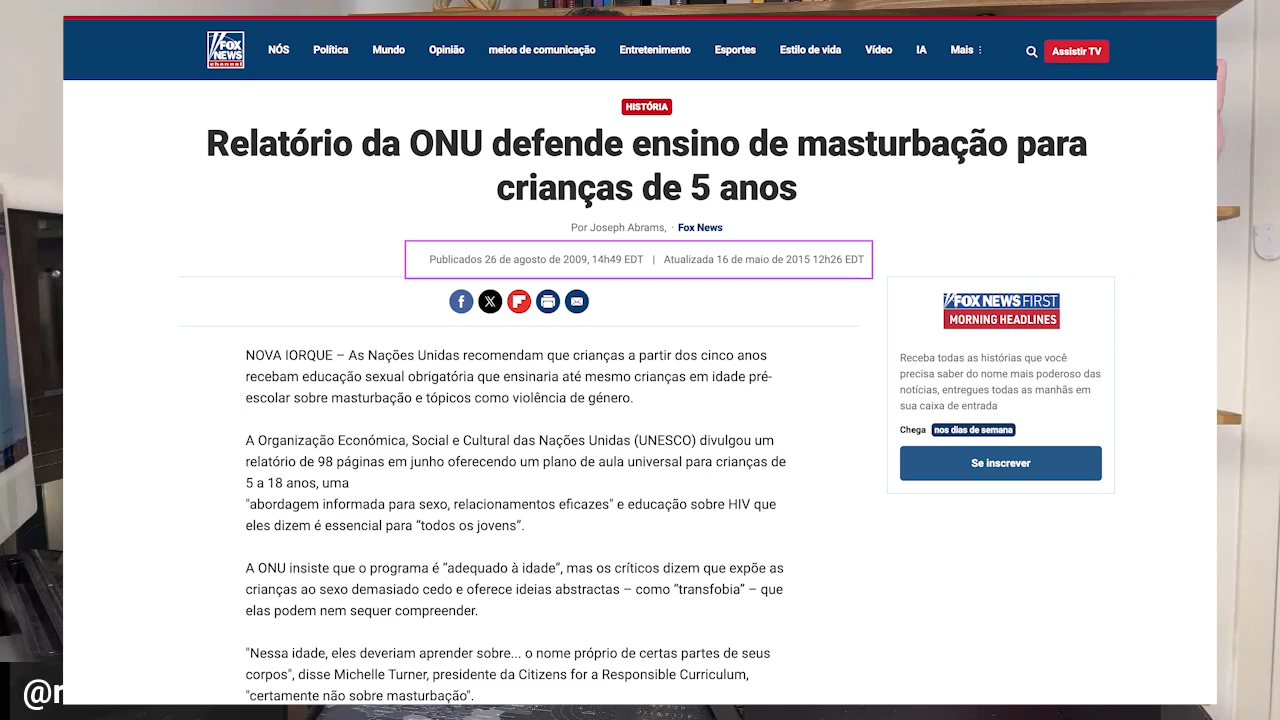 FOX
NEWS
channel
NÓS Política Mundo Opinião meios de comunicação Entretenimento Esportes Estilo de vida Vídeo IA Mais
Assistir TV
HISTÓRIA
Relatório da ONU defende ensino de masturbação para
crianças de 5 anos
Por Joseph Abrams, · Fox News
Publicados 26 de agosto de 2009, 14h49 EDT | Atualizada 16 de maio de 2015 12h26 EDT
NOVA IORQUE – As Nações Unidas recomendam que crianças a partir dos cinco anos
recebam educação sexual obrigatória que ensinaria até mesmo crianças em idade pré-
escolar sobre masturbação e tópicos como violência de gênero.
A Organização Económica, Social e Cultural das Nações Unidas (UNESCO) divulgou um
relatório de 98 páginas em junho oferecendo um plano de aula universal para crianças de
5 a 18 anos, uma
"abordagem informada para sexo, relacionamentos eficazes" e educação sobre HIV que
eles dizem é essencial para “todos os jovens”.
A ONU insiste que o programa é “adequado à idade”, mas os críticos dizem que expõe as
crianças ao sexo demasiado cedo e oferece ideias abstractas – como “transfobia” – que
elas podem nem sequer compreender.
"Nessa idade, eles deveriam aprender sobre... o nome próprio de certas partes de seus
corpos", disse Michelle Turner, presidente da Citizens for a Responsible Curriculum,
"certamente não sobre masturbação".
FOX NEWS FIRST
MORNING HEADLINES
Receba todas as histórias que você
precisa saber do nome mais poderoso das
notícias, entregues todas as manhãs em
sua caixa de entrada
Chega nos dias de semana
Se inscrever